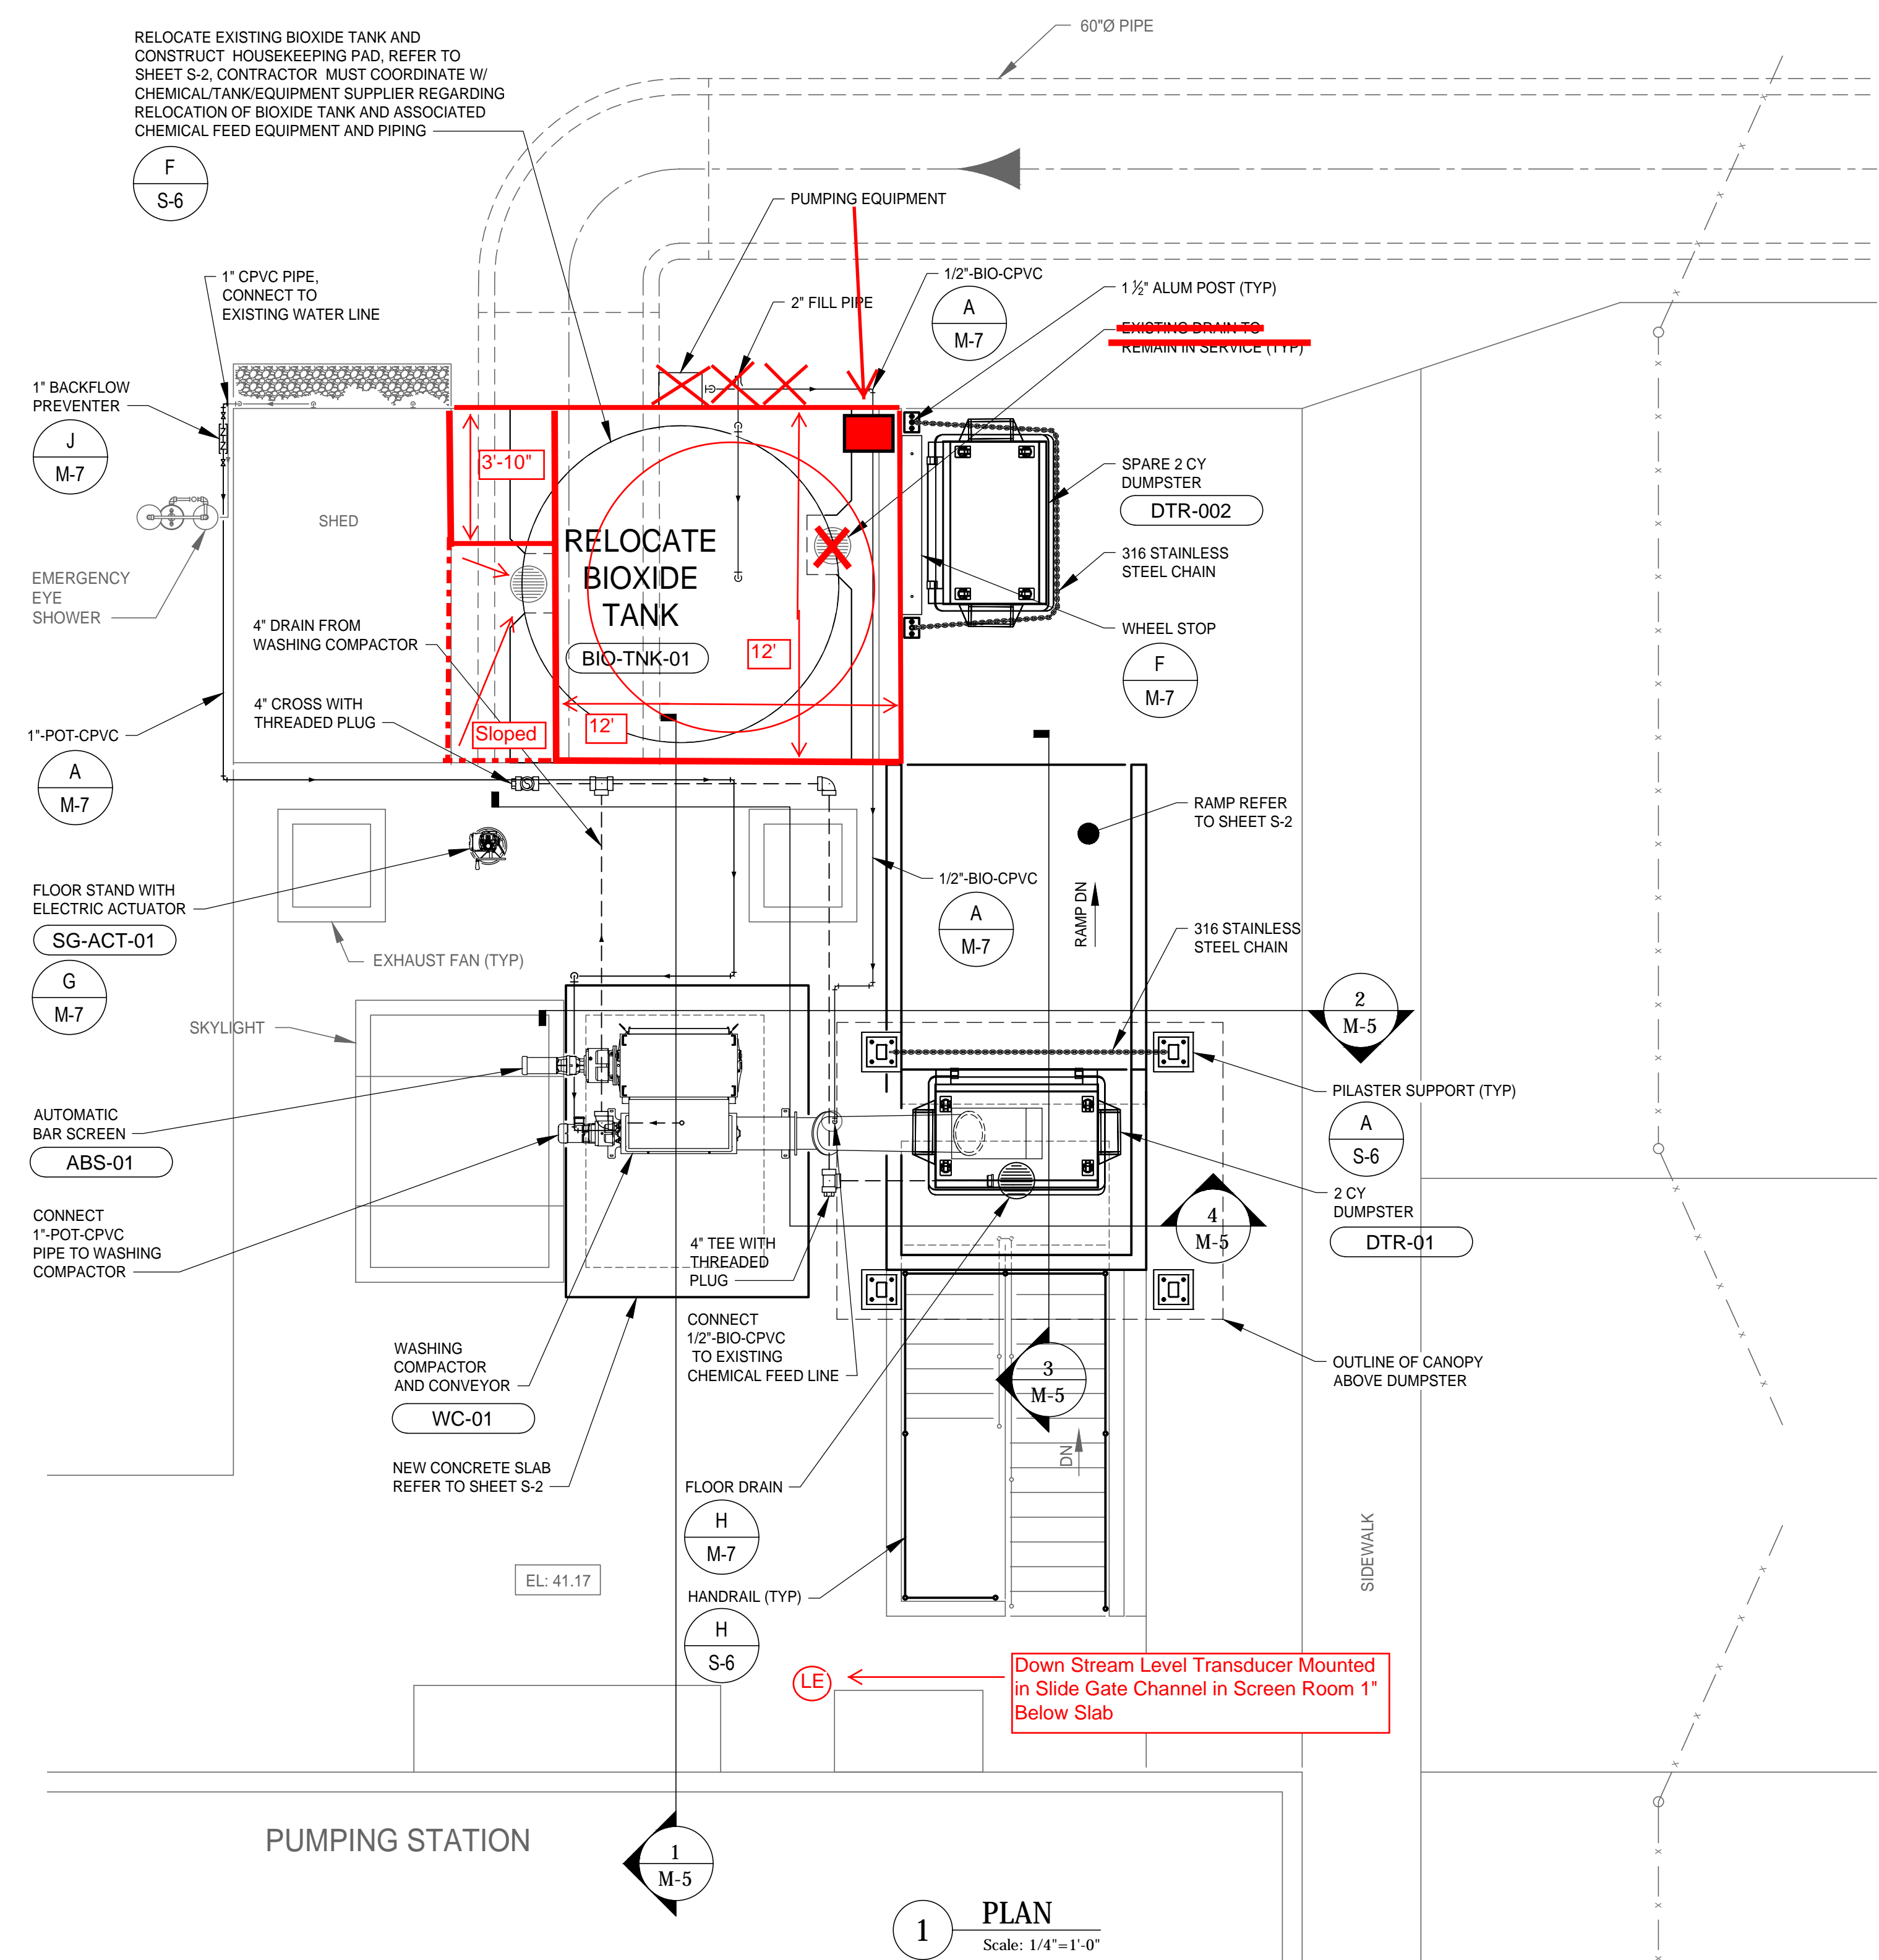 60"Ø PIPE
RELOCATE EXISTING BIOXIDE TANK AND
CONSTRUCT HOUSEKEEPING PAD, REFER TO
SHEET S-2, CONTRACTOR MUST COORDINATE W/
CHEMICAL/TANK/EQUIPMENT SUPPLIER REGARDING
RELOCATION OF BIOXIDE TANK AND ASSOCIATED
CHEMICAL FEED EQUIPMENT AND PIPING
F
S-6
PUMPING EQUIPMENT
1" CPVC PIPE,
CONNECT TO
EXISTING WATER LINE
2" FILL PIPE
1/2"-BIO-CPVC
A
M-7
1 ½" ALUM POST (TYP)
EXISTING DRAIN TO
REMAIN IN SERVICE (TYP)
1" BACKFLOW
PREVENTER
J
M-7
3'-10"
SPARE 2 CY
DUMPSTER
DTR-002
SHED
RELOCATE
BIOXIDE
TANK
BIO-TNK-01
316 STAINLESS
STEEL CHAIN
EMERGENCY
EYE
SHOWER
4" DRAIN FROM
WASHING COMPACTOR
12'
WHEEL STOP
F
M-7
4" CROSS WITH
THREADED PLUG
Sloped
12'
1"-POT-CPVC
A
M-7
RAMP REFER
TO SHEET S-2
FLOOR STAND WITH
ELECTRIC ACTUATOR
SG-ACT-01
G
M-7
1/2"-BIO-CPVC
A
M-7
RAMP DN
316 STAINLESS
STEEL CHAIN
EXHAUST FAN (TYP)
SKYLIGHT
2
M-5
PILASTER SUPPORT (TYP)
A
S-6
AUTOMATIC
BAR SCREEN
ABS-01
2 CY
DUMPSTER
DTR-01
CONNECT
1"-POT-CPVC
PIPE TO WASHING
COMPACTOR
4
M-5
4" TEE WITH
THREADED
PLUG
CONNECT
1/2"-BIO-CPVC
TO EXISTING
CHEMICAL FEED LINE
WASHING
COMPACTOR
AND CONVEYOR
WC-01
3
M-5
OUTLINE OF CANOPY
ABOVE DUMPSTER
DN
NEW CONCRETE SLAB
REFER TO SHEET S-2
FLOOR DRAIN
H
M-7
SIDEWALK
EL: 41.17
HANDRAIL (TYP)
H
S-6
LE
Down Stream Level Transducer Mounted
in Slide Gate Channel in Screen Room 1"
Below Slab
PUMPING STATION
1
M-5
1
PLAN
Scale: 1/4"=1'-0"